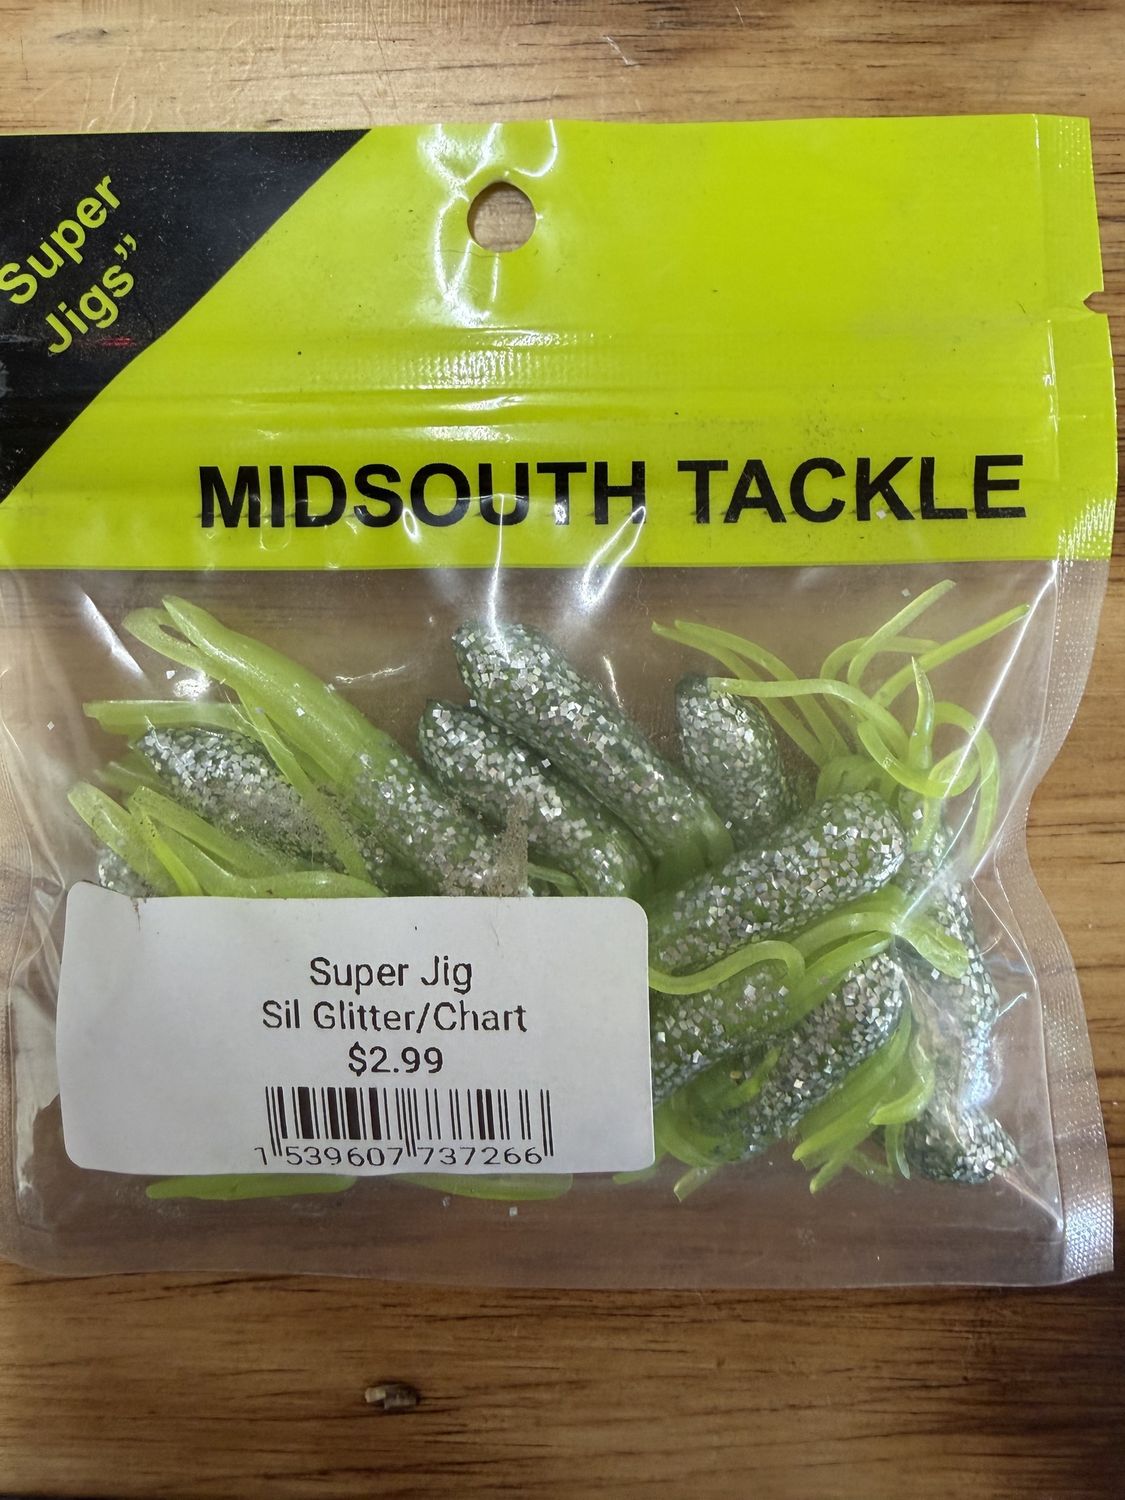 Super
Jigs”
MIDSOUTH TACKLE
Super Jig
Sil Glitter/Chart
$2.99
1 539607 737266